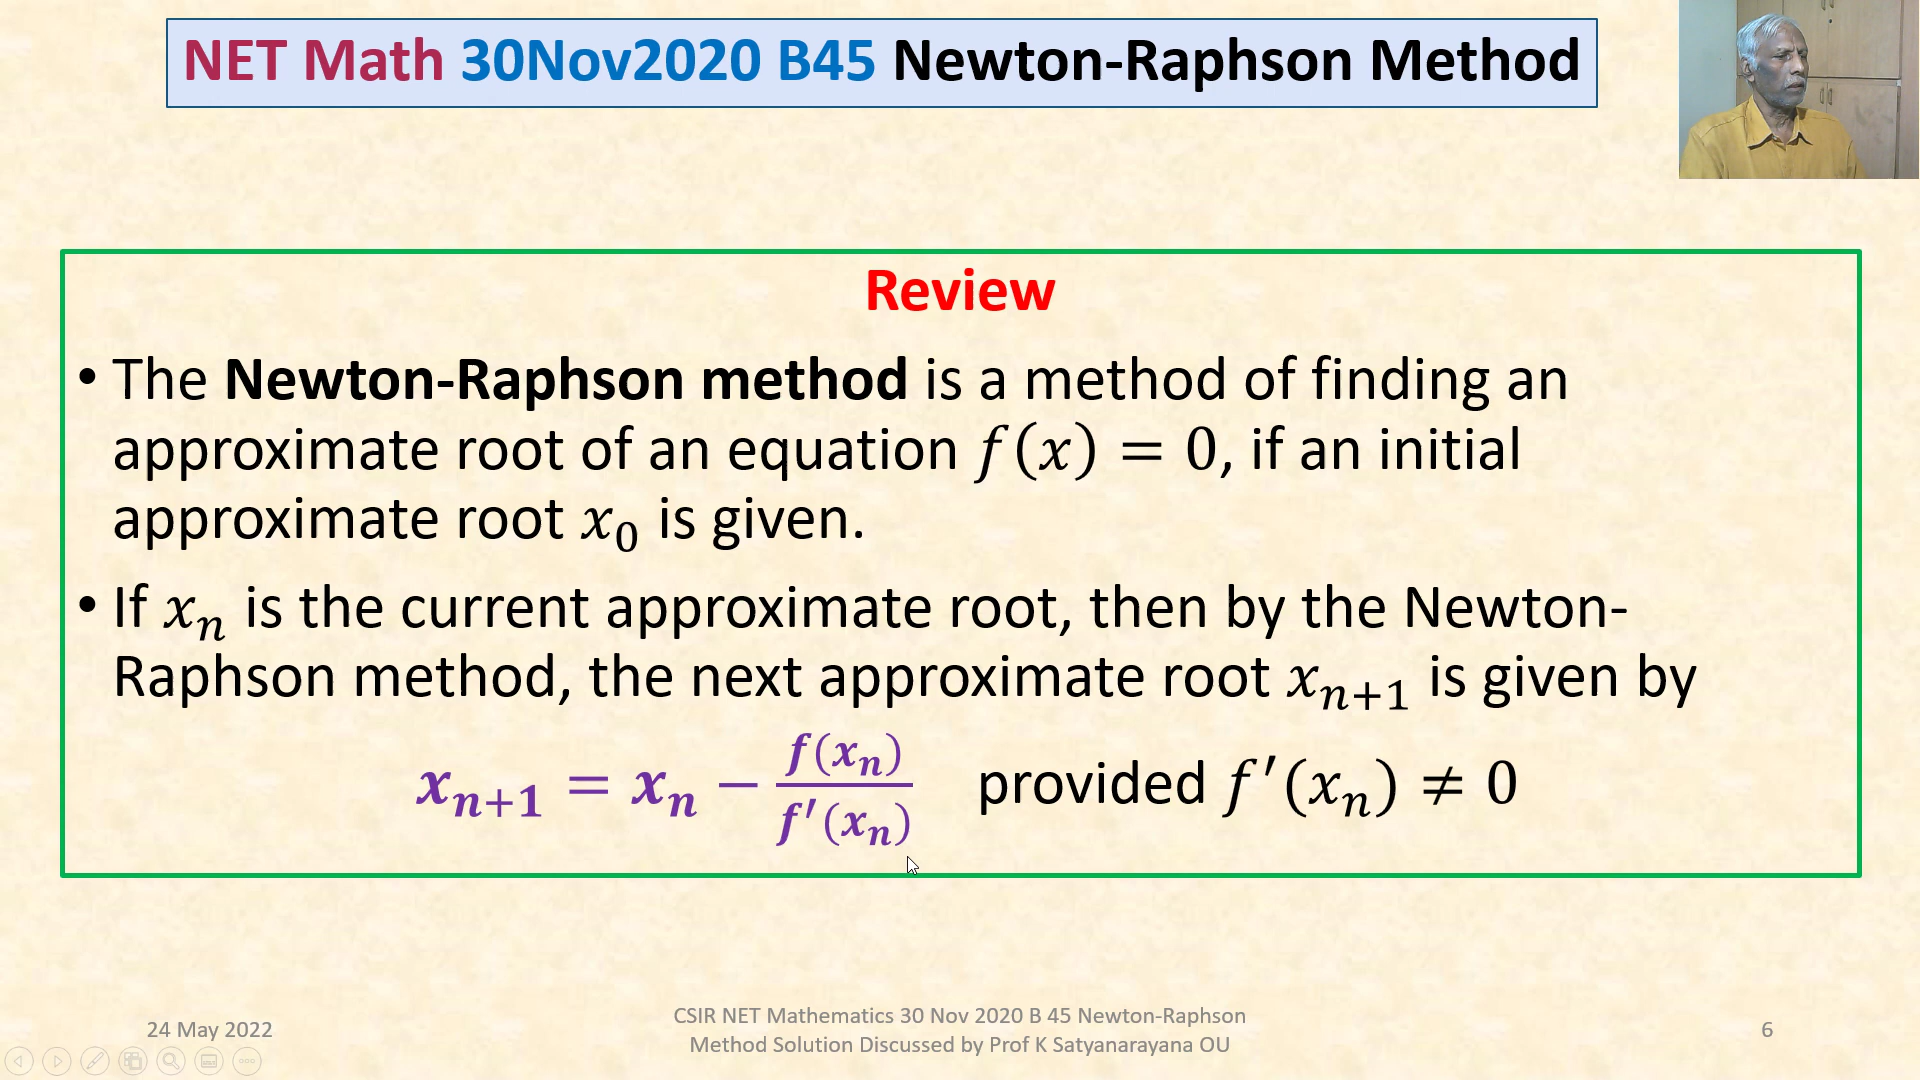 NET Math 30Nov2020 B45 Newton-Raphson Method
Review
• The Newton-Raphson method is a method of finding an
approximate root of an equation f(x) = 0, if an initial
approximate root x₀ is given.
• If xₙ is the current approximate root, then by the Newton-
Raphson method, the next approximate root xₙ₊₁ is given by
xₙ₊₁ = xₙ − f(xₙ)/f′(xₙ) provided f′(xₙ) ≠ 0
24 May 2022
CSIR NET Mathematics 30 Nov 2020 B 45 Newton-Raphson
Method Solution Discussed by Prof K Satyanarayana OU
6